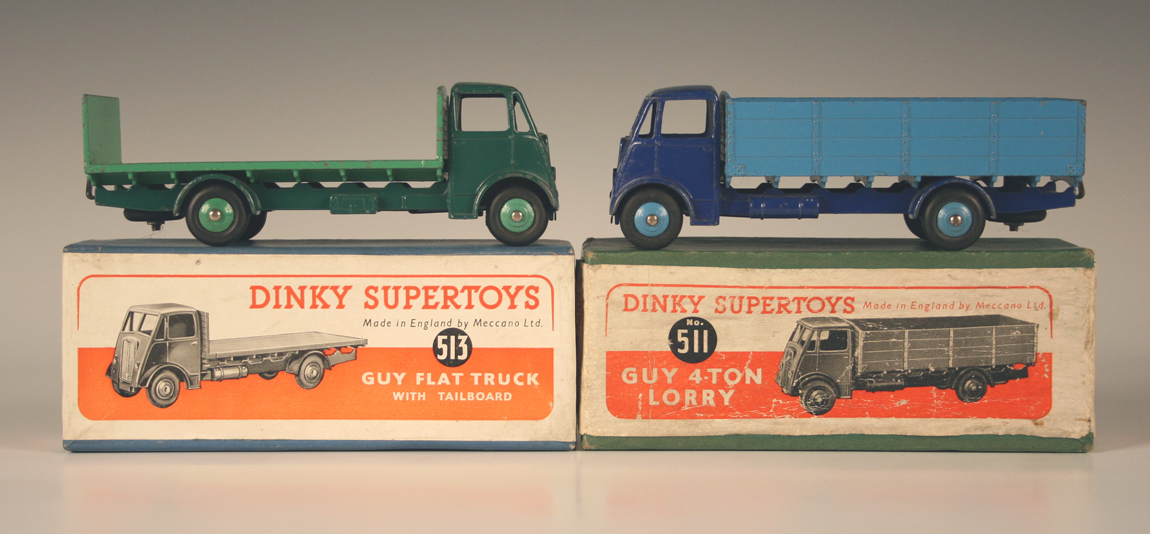 DINKY SUPERTOYS
Made in England by Meccano Ltd.
513
GUY FLAT TRUCK
WITH TAILBOARD
DINKY SUPERTOYS Made in England by Meccano Ltd.
No.
511
GUY 4-TON
LORRY